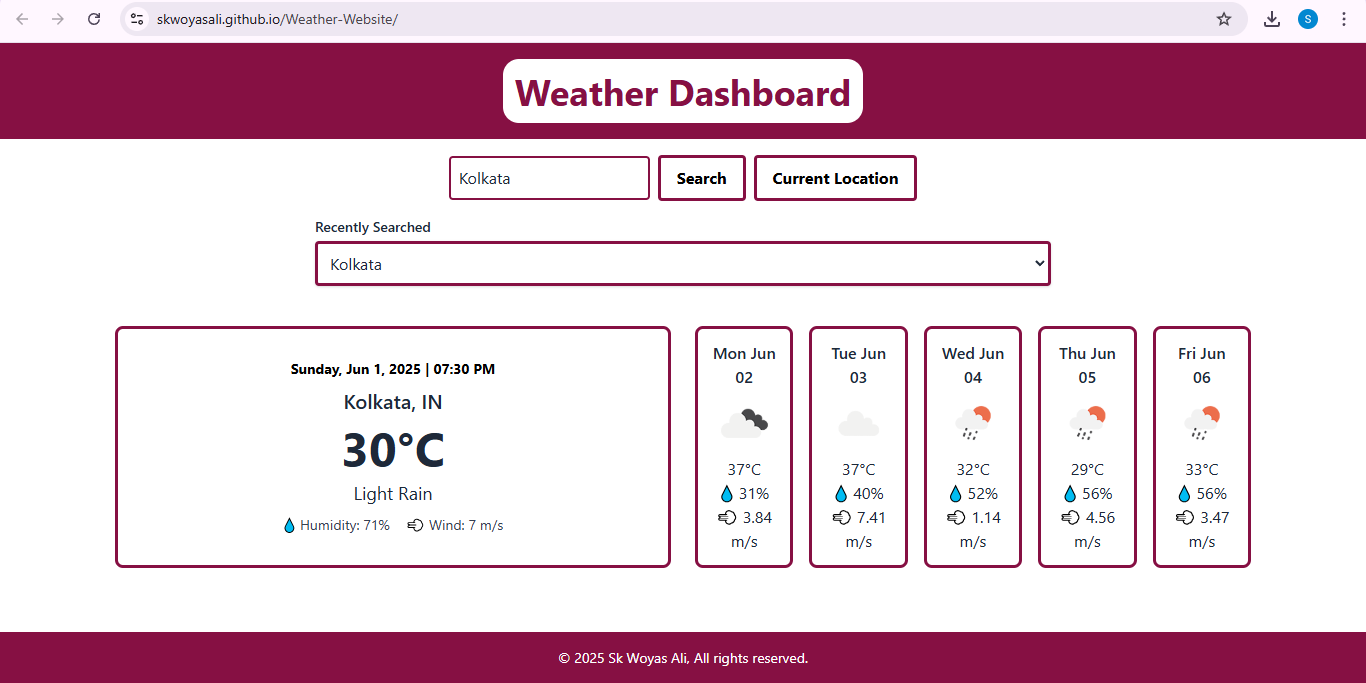 skwoyasali.github.io/Weather-Website/
S
Weather Dashboard
Kolkata
Search
Current Location
Recently Searched
Kolkata
Sunday, Jun 1, 2025 | 07:30 PM
Kolkata, IN
30°C
Light Rain
Humidity: 71% Wind: 7 m/s
Mon Jun
02
37°C
31%
3.84
m/s
Tue Jun
03
37°C
40%
7.41
m/s
Wed Jun
04
32°C
52%
1.14
m/s
Thu Jun
05
29°C
56%
4.56
m/s
Fri Jun
06
33°C
56%
3.47
m/s
© 2025 Sk Woyas Ali, All rights reserved.